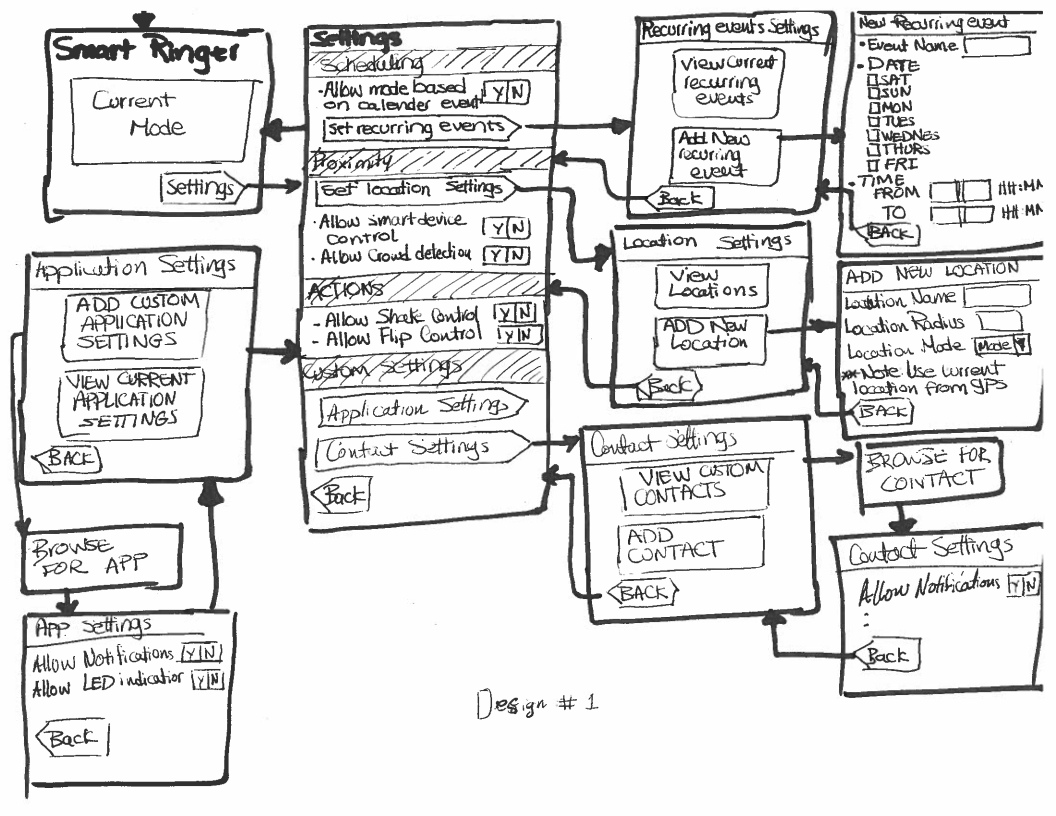 Smart Ringer
Current
Mode
Settings
Settings
Scheduling
-Allow mode based
on calender event Y|N
Set recurring events
Proximity
Set location Settings
· Allow smart device
control Y|N
· Allow Crowd detection Y|N
ACTIONS
- Allow Shake Control Y|N
- Allow Flip Control Y|N
Custom Settings
Application Settings
Contact Settings
Back
Recurring events Settings
View Current
recurring
events
Add New
recurring
event
Back
New Recurring event
· Event Name
· DATE
SAT
SUN
MON
TUES
WEDNES
THURS
FRI
· TIME
FROM HH:MM
TO HH:MM
BACK
Application Settings
ADD CUSTOM
APPLICATION
SETTINGS
VIEW CURRENT
APPLICATION
SETTINGS
BACK
Location Settings
View
Locations
ADD New
Location
Back
ADD NEW LOCATION
Location Name
Location Radius
Location Mode Mode
** Note: Use current
location from gps
BACK
Contact Settings
VIEW CUSTOM
CONTACTS
ADD
CONTACT
BACK
BROWSE FOR
CONTACT
Contact Settings
Allow Notifications Y|N
Back
BROWSE
FOR APP
APP Settings
Allow Notifications Y|N
Allow LED indicatior Y|N
Back
Design # 1